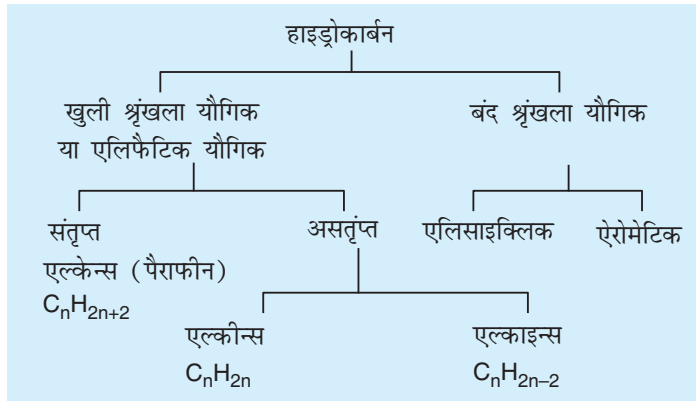 हाइड्रोकार्बन
खुली श्रृंखला यौगिक
या एलिफैटिक यौगिक
बंद श्रृंखला यौगिक
संतृप्त
एल्केन्स (पैराफीन)
CₙH₂ₙ₊₂
असतृंप्त
एल्कीन्स
CₙH₂ₙ
एल्काइन्स
CₙH₂ₙ₋₂
एलिसाइक्लिक
ऐरोमेटिक